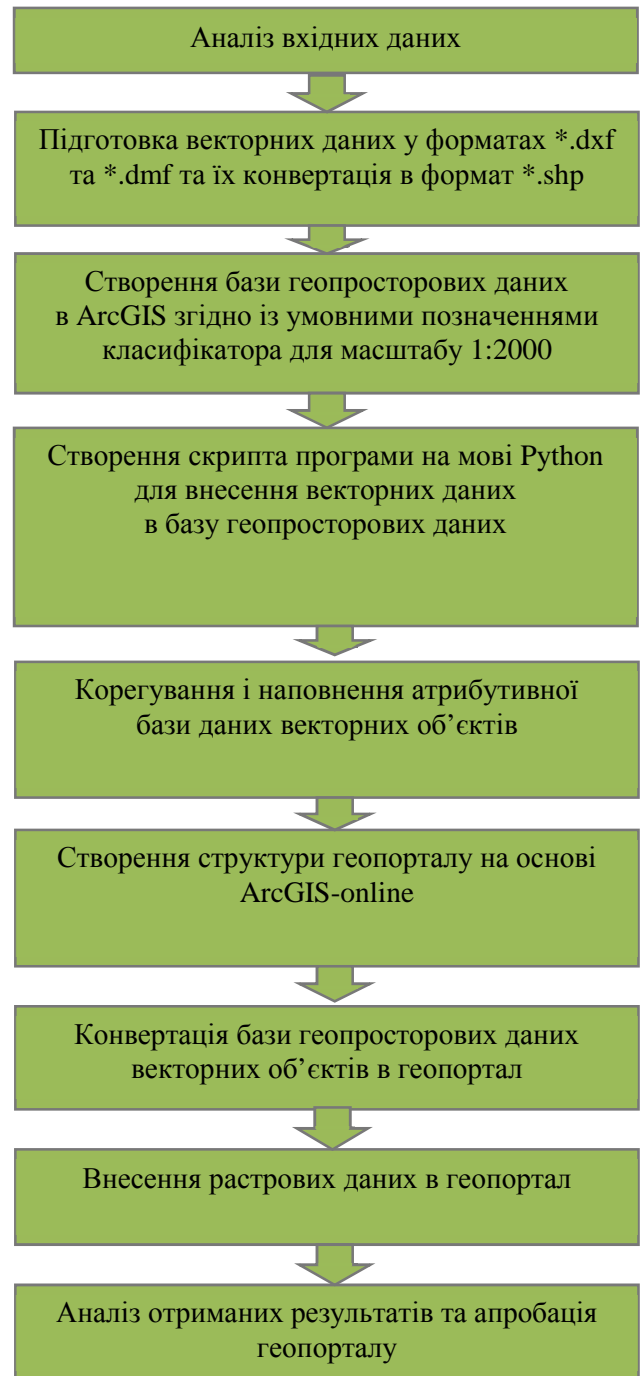 Аналіз вхідних даних
Підготовка векторних даних у форматах *.dxf
та *.dmf та їх конвертація в формат *.shp
Створення бази геопросторових даних
в ArcGIS згідно із умовними позначеннями
класифікатора для масштабу 1:2000
Створення скрипта програми на мові Python
для внесення векторних даних
в базу геопросторових даних
Корегування і наповнення атрибутивної
бази даних векторних об’єктів
Створення структури геопорталу на основі
ArcGIS-online
Конвертація бази геопросторових даних
векторних об’єктів в геопортал
Внесення растрових даних в геопортал
Аналіз отриманих результатів та апробація
геопорталу